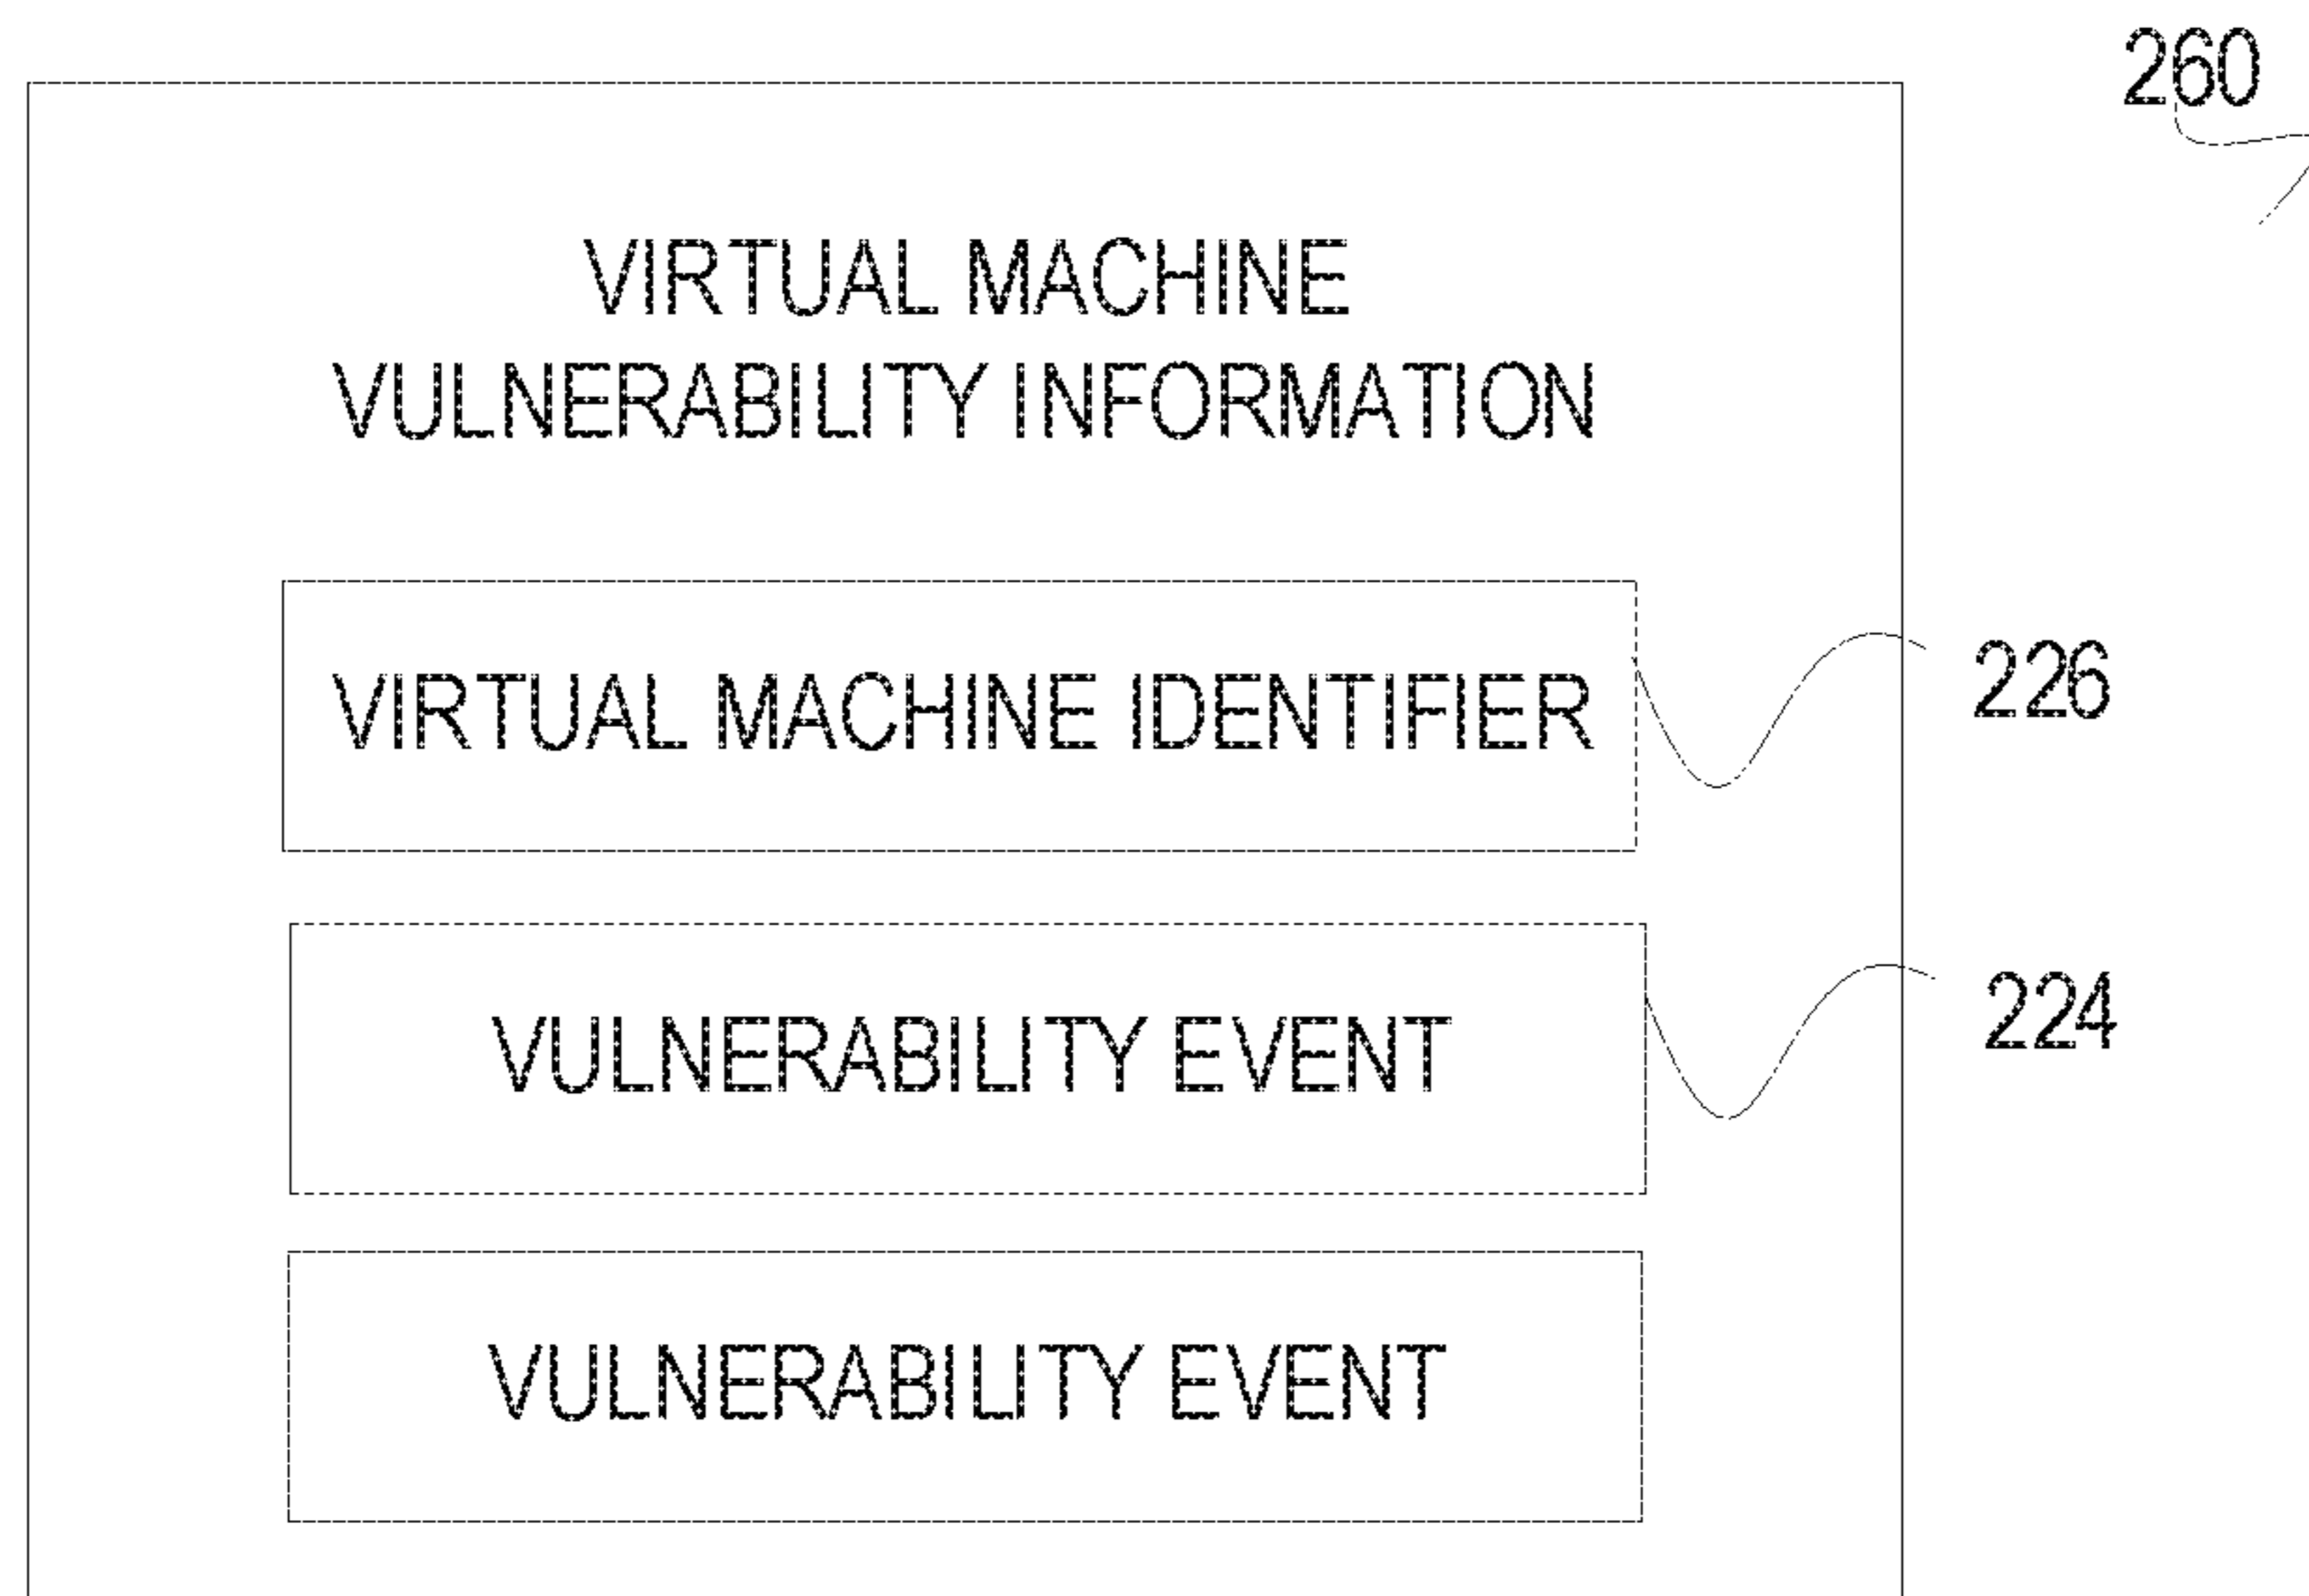 260
VIRTUAL MACHINE
VULNERABILITY INFORMATION
VIRTUAL MACHINE IDENTIFIER
226
VULNERABILITY EVENT
224
VULNERABILITY EVENT